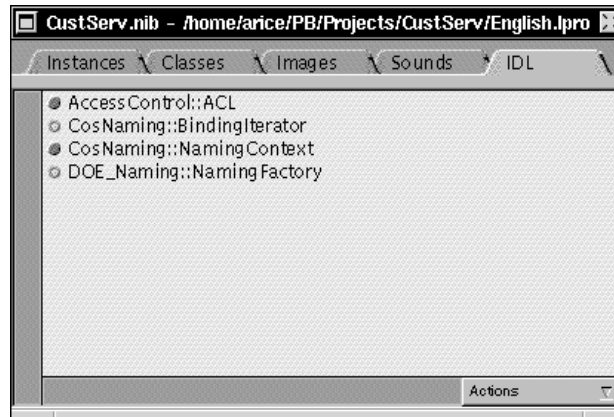 CustServ.nib – /home/arice/PB/Projects/CustServ/English.lpro
Instances Classes Images Sounds IDL
AccessControl::ACL
CosNaming::BindingIterator
CosNaming::NamingContext
DOE_Naming::NamingFactory
Actions